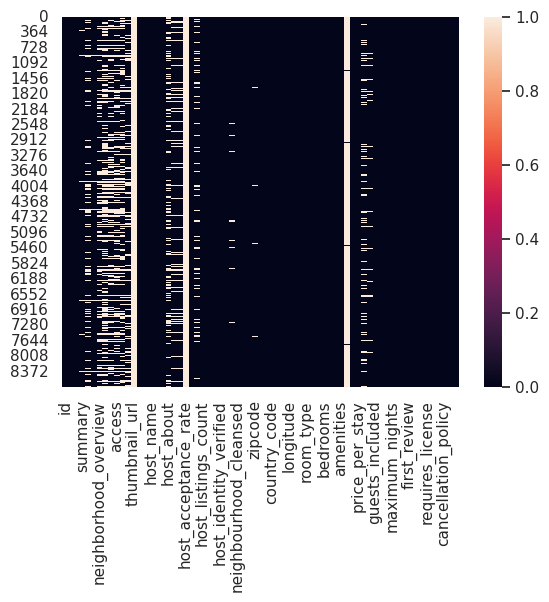 0
364
728
1092
1456
1820
2184
2548
2912
3276
3640
4004
4368
4732
5096
5460
5824
6188
6552
6916
7280
7644
8008
8372
1.0
0.8
0.6
0.4
0.2
0.0
id
summary
neighborhood_overview
access
thumbnail_url
host_name
host_about
host_acceptance_rate
host_listings_count
host_identity_verified
neighbourhood_cleansed
zipcode
country_code
longitude
room_type
bedrooms
amenities
price_per_stay
guests_included
maximum_nights
first_review
requires_license
cancellation_policy